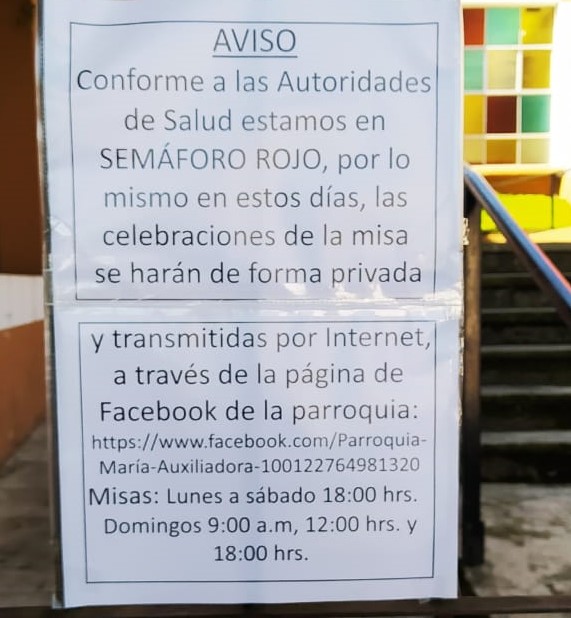 AVISO
Conforme a las Autoridades
de Salud estamos en
SEMÁFORO ROJO, por lo
mismo en estos días, las
celebraciones de la misa
se harán de forma privada
y transmitidas por Internet,
a través de la página de
Facebook de la parroquia:
https://www.facebook.com/Parroquia-
María-Auxiliadora-100122764981320
Misas: Lunes a sábado 18:00 hrs.
Domingos 9:00 a.m, 12:00 hrs. y
18:00 hrs.